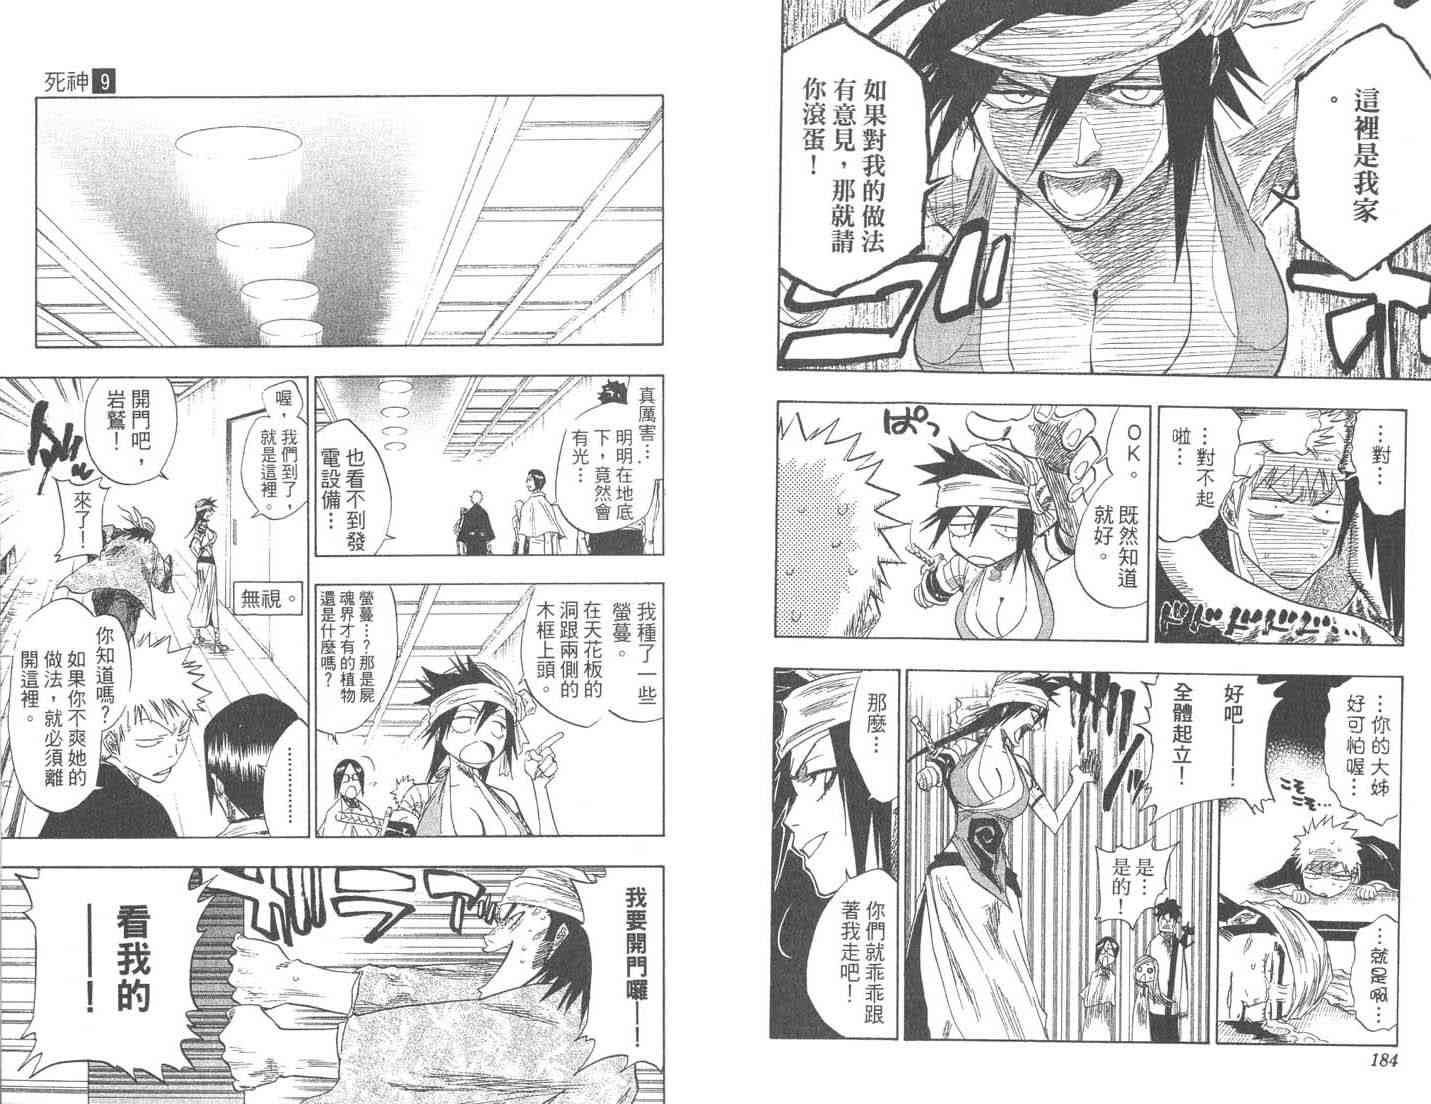 這裡是我家
。
如果對我的做法
有意見，那就請
你滾蛋！
…對…
…對不起
啦…
OK。
既然知道
就好。
ぱっ
…你的大姊
好可怕喔…
こそ
こそ…
…就是啊…
好吧——！
全體起立！
是…
是的！
那麼…
你們就乖乖跟
著我走吧！
184
死神 9
真厲害…
明明在地底
下，竟然會
有光…
也看不到發
電設備…
喔，
我們到了，
就是這裡。
開門吧，
岩鷲！
來了！
無視。
我種了一些
螢蔓。
在天花板的
洞跟兩側的
木框上頭。
螢蔓…？那是屍
魂界才有的植物
還是什麼嗎？
你知道嗎？
如果你不爽她的
做法，就必須離
開這裡。
…………
我要開門囉——！
看我的
——！